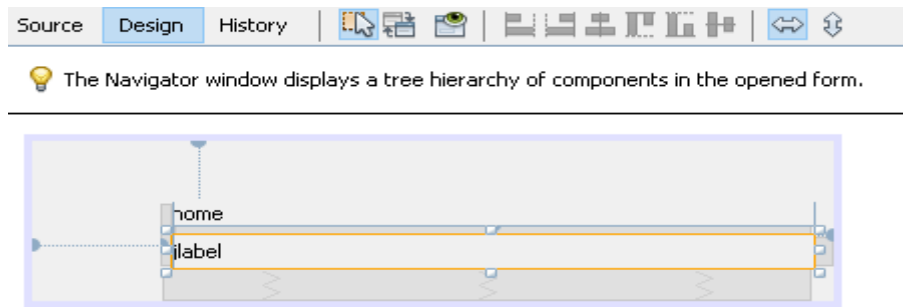 Source Design History
The Navigator window displays a tree hierarchy of components in the opened form.
home
jlabel